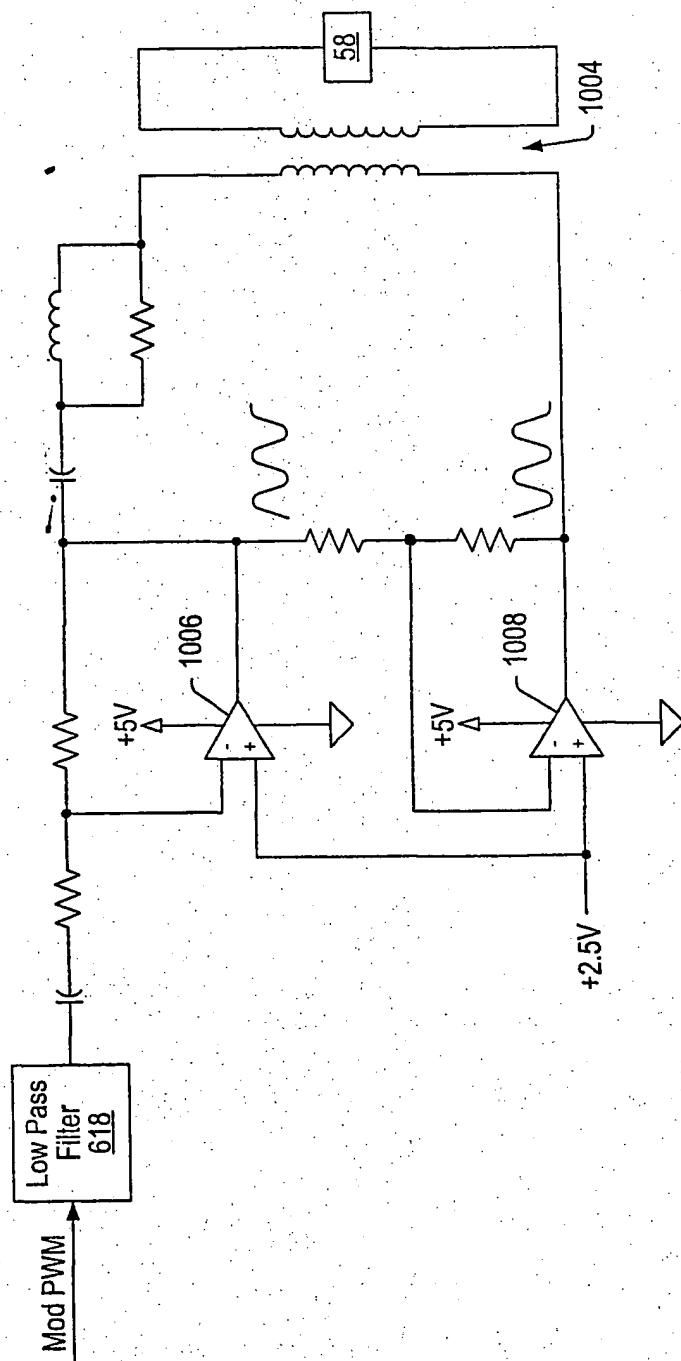 Mod PWM
Low Pass
Filter
618
+5V
1006
-
+
+5V
1008
-
+
+2.5V
58
1004